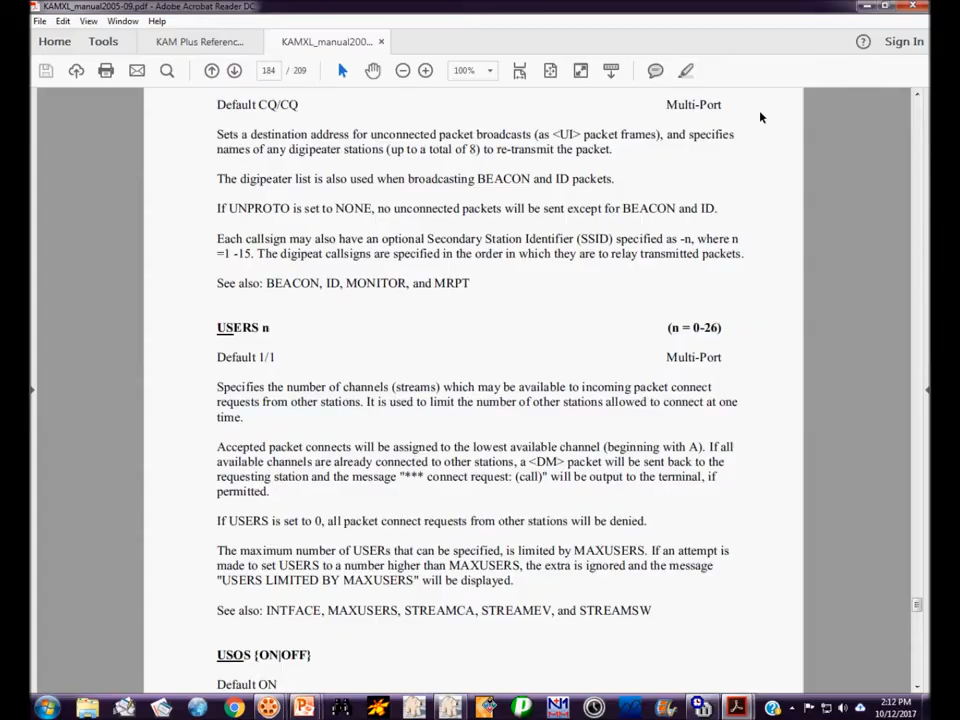 KAMXL_manual2005-09.pdf - Adobe Acrobat Reader DC
File Edit View Window Help
Home Tools KAM Plus Referenc... KAMXL_manual200... × ? Sign In
184 / 209 100%
Default CQ/CQ Multi-Port
Sets a destination address for unconnected packet broadcasts (as <UI> packet frames), and specifies
names of any digipeater stations (up to a total of 8) to re-transmit the packet.
The digipeater list is also used when broadcasting BEACON and ID packets.
If UNPROTO is set to NONE, no unconnected packets will be sent except for BEACON and ID.
Each callsign may also have an optional Secondary Station Identifier (SSID) specified as -n, where n
=1 -15. The digipeat callsigns are specified in the order in which they are to relay transmitted packets.
See also: BEACON, ID, MONITOR, and MRPT
USERS n (n = 0-26)
Default 1/1 Multi-Port
Specifies the number of channels (streams) which may be available to incoming packet connect
requests from other stations. It is used to limit the number of other stations allowed to connect at one
time.
Accepted packet connects will be assigned to the lowest available channel (beginning with A). If all
available channels are already connected to other stations, a <DM> packet will be sent back to the
requesting station and the message "*** connect request: (call)" will be output to the terminal, if
permitted.
If USERS is set to 0, all packet connect requests from other stations will be denied.
The maximum number of USERs that can be specified, is limited by MAXUSERS. If an attempt is
made to set USERS to a number higher than MAXUSERS, the extra is ignored and the message
"USERS LIMITED BY MAXUSERS" will be displayed.
See also: INTFACE, MAXUSERS, STREAMCA, STREAMEV, and STREAMSW
USOS {ON|OFF}
Default ON
2:12 PM
10/12/2017